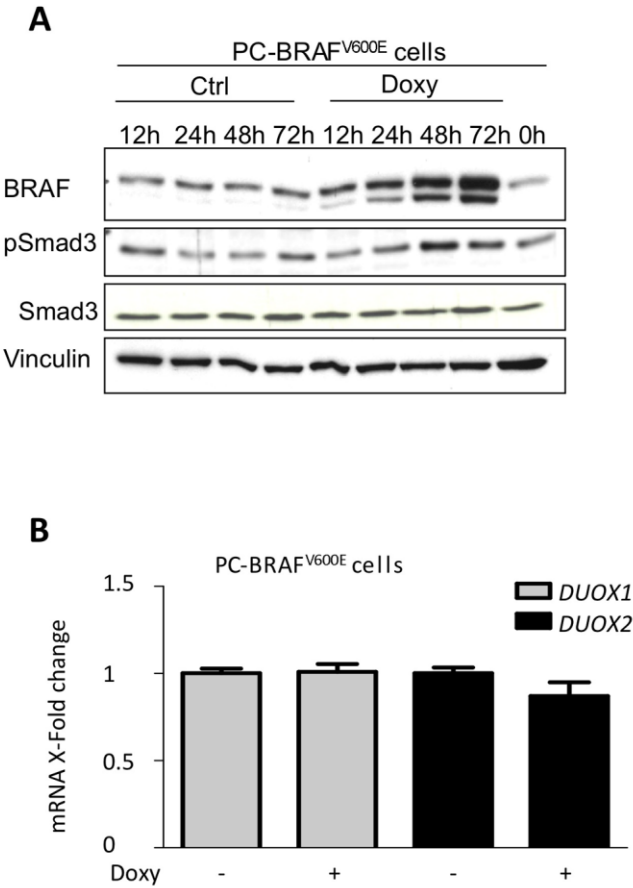 A
PC-BRAFV600E cells
Ctrl Doxy
12h 24h 48h 72h 12h 24h 48h 72h 0h
BRAF
pSmad3
Smad3
Vinculin
B
PC-BRAFV600E cells
DUOX1
DUOX2
mRNA X-Fold change
1.5
1
0.5
0
Doxy - + - +